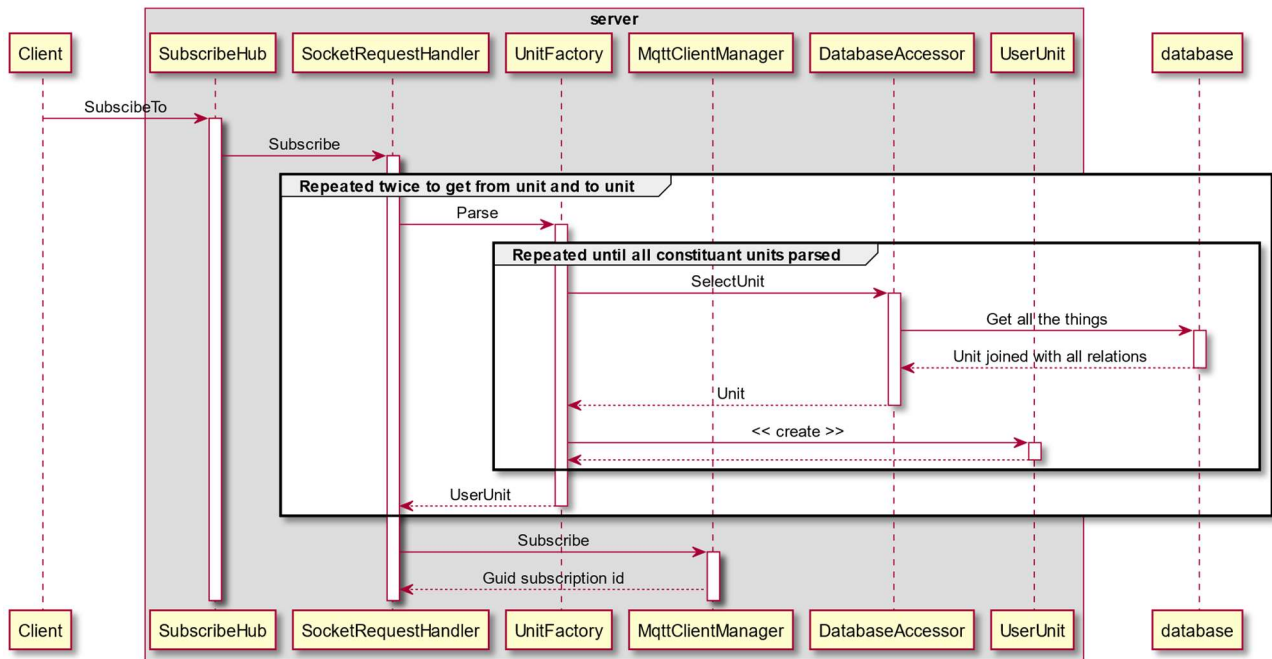 server
Client
SubscribeHub
SocketRequestHandler
UnitFactory
MqttClientManager
DatabaseAccessor
UserUnit
database
SubscibeTo
Subscribe
Repeated twice to get from unit and to unit
Parse
Repeated until all constituant units parsed
SelectUnit
Get all the things
Unit joined with all relations
Unit
<< create >>
UserUnit
Subscribe
Guid subscription id
Client
SubscribeHub
SocketRequestHandler
UnitFactory
MqttClientManager
DatabaseAccessor
UserUnit
database